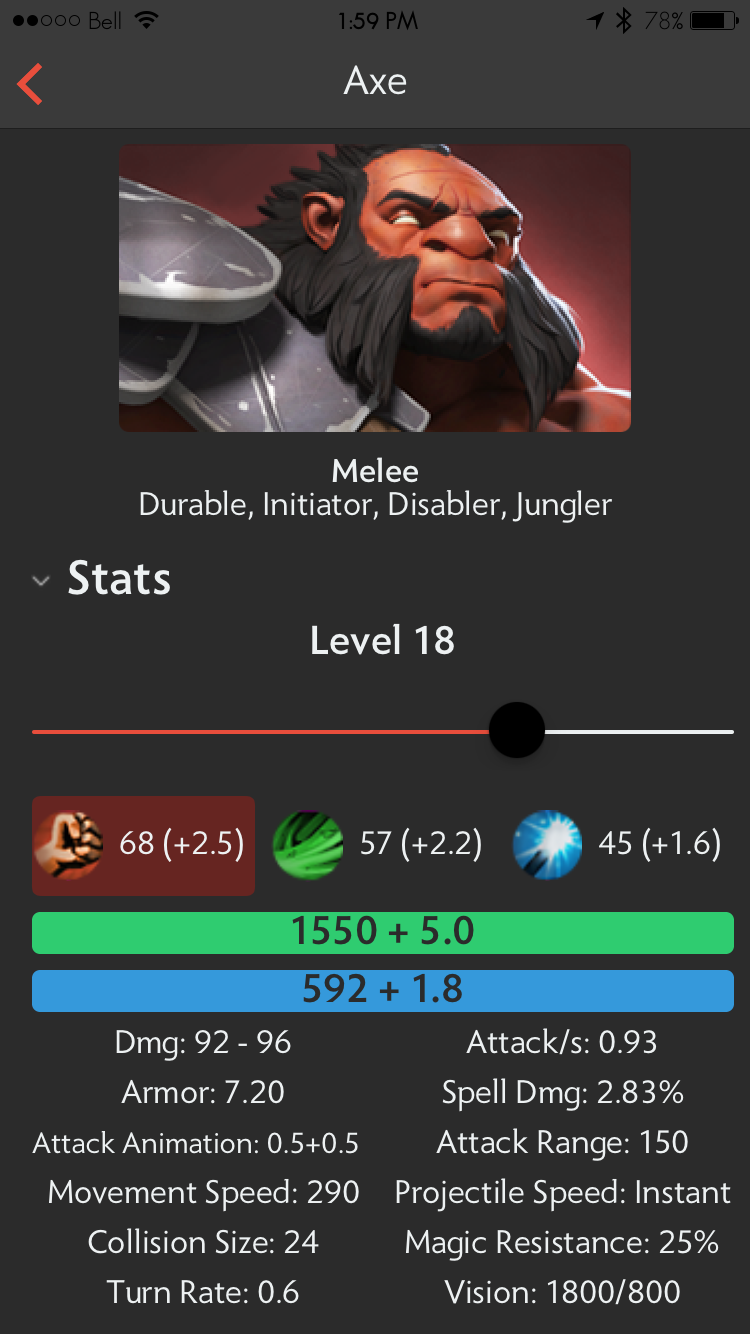 Bell 1:59 PM 78%
Axe
Melee
Durable, Initiator, Disabler, Jungler
Stats
Level 18
68 (+2.5) 57 (+2.2) 45 (+1.6)
1550 + 5.0
592 + 1.8
Dmg: 92 - 96 Attack/s: 0.93
Armor: 7.20 Spell Dmg: 2.83%
Attack Animation: 0.5+0.5 Attack Range: 150
Movement Speed: 290 Projectile Speed: Instant
Collision Size: 24 Magic Resistance: 25%
Turn Rate: 0.6 Vision: 1800/800